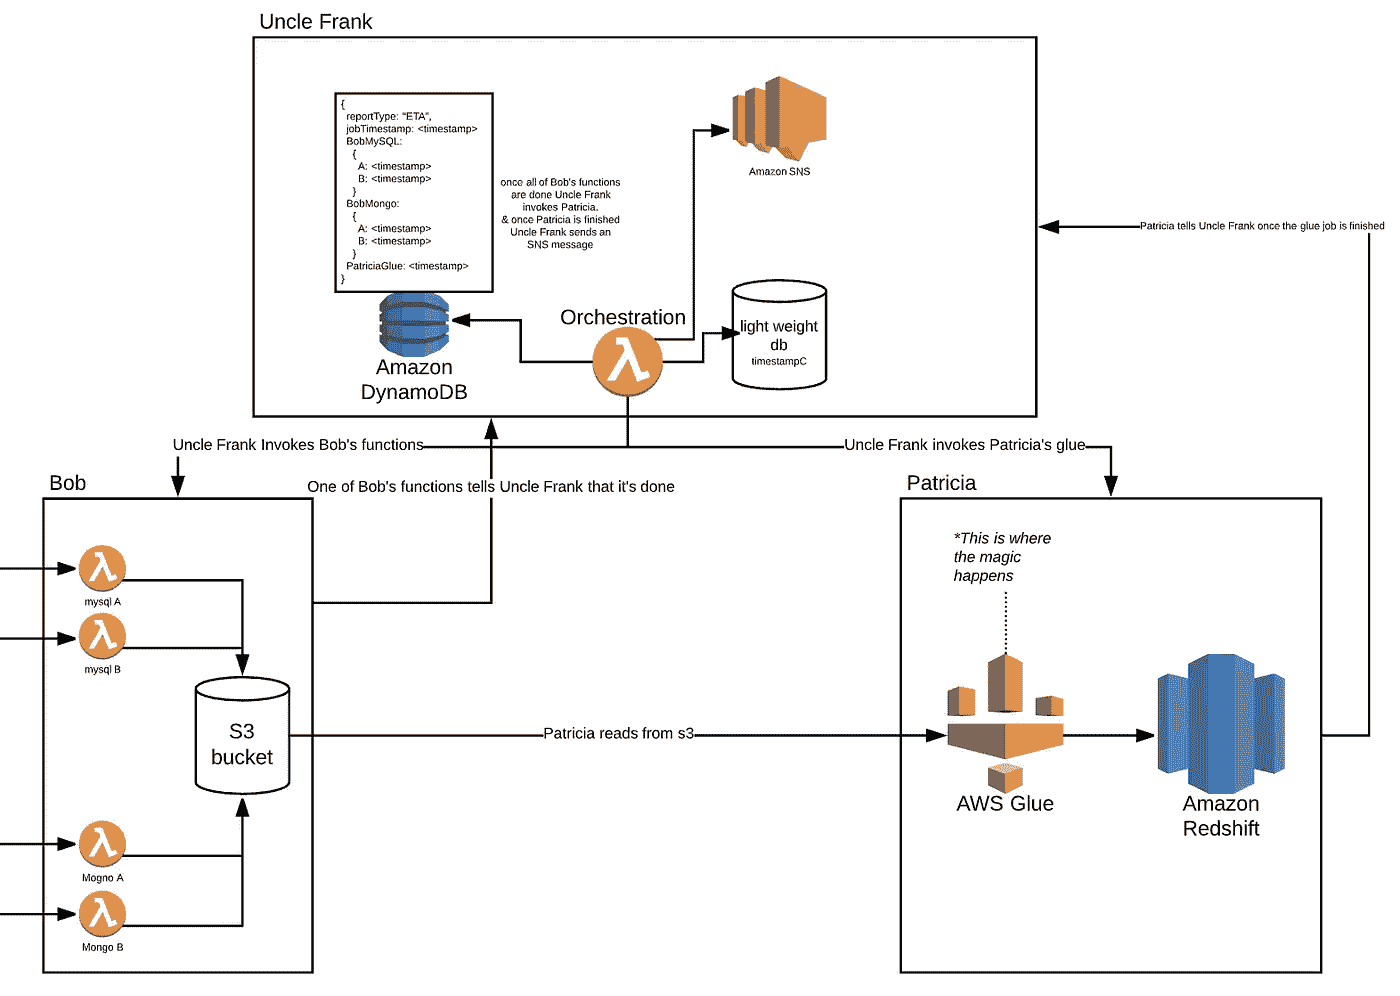 Uncle Frank
{
reportType: "ETA",
jobTimestamp: <timestamp>
BobMySQL:
{
A: <timestamp>
B: <timestamp>
}
BobMongo:
{
A: <timestamp>
B: <timestamp>
}
PatriciaGlue: <timestamp>
}
once all of Bob's functions
are done Uncle Frank
invokes Patricia.
& once Patricia is finished
Uncle Frank sends an
SNS message
Amazon SNS
Patricia tells Uncle Frank once the glue job is finished
Orchestration
light weight
db
timestampC
Amazon
DynamoDB
Uncle Frank Invokes Bob's functions
Uncle Frank invokes Patricia's glue
One of Bob's functions tells Uncle Frank that it's done
Bob
mysql A
mysql B
S3
bucket
Mogno A
Mongo B
Patricia reads from s3
Patricia
*This is where
the magic
happens
AWS Glue
Amazon
Redshift